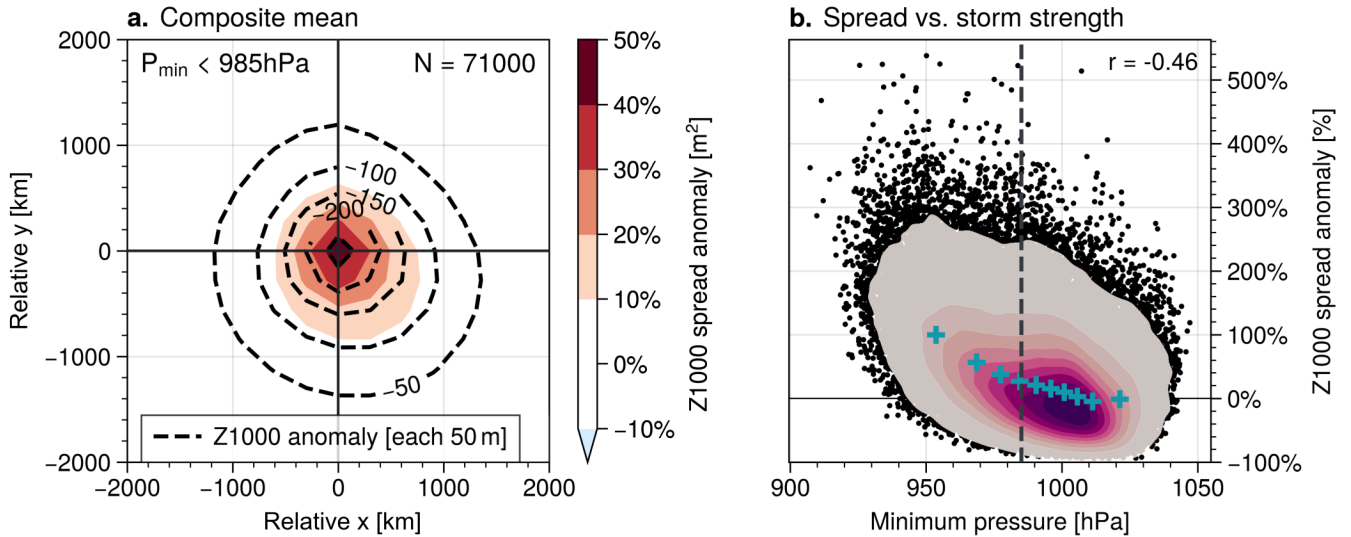 a. Composite mean
P_min < 985hPa
N = 71000
2000
1000
0
−1000
−2000
Relative y [km]
−100
−150
−200
−50
Z1000 anomaly [each 50 m]
−2000
−1000
0
1000
2000
Relative x [km]
50%
40%
30%
20%
10%
0%
−10%
Z1000 spread anomaly [m²]
b. Spread vs. storm strength
r = -0.46
500%
400%
300%
200%
100%
0%
−100%
Z1000 spread anomaly [%]
900
950
1000
1050
Minimum pressure [hPa]